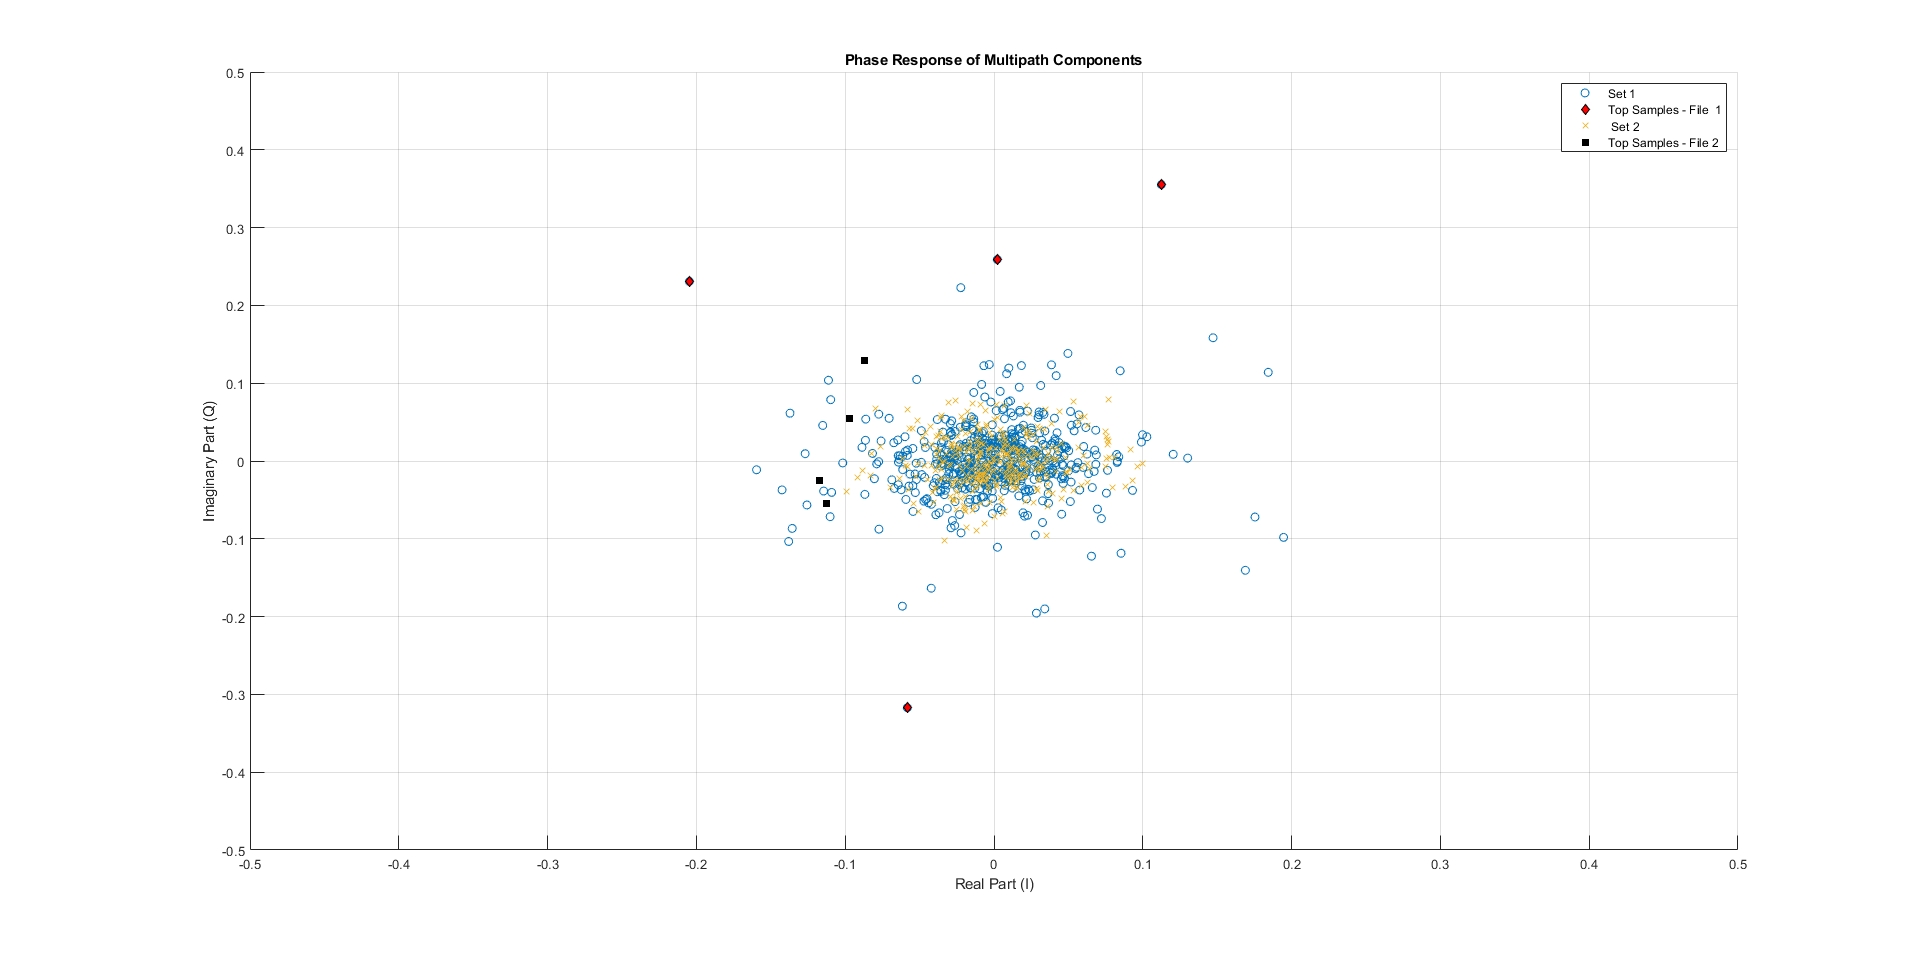 Phase Response of Multipath Components
Set 1
Top Samples - File  1
Set 2
Top Samples - File 2
0.5
0.4
0.3
0.2
0.1
0
-0.1
-0.2
-0.3
-0.4
-0.5
Imaginary Part (Q)
-0.5 -0.4 -0.3 -0.2 -0.1 0 0.1 0.2 0.3 0.4 0.5
Real Part (I)